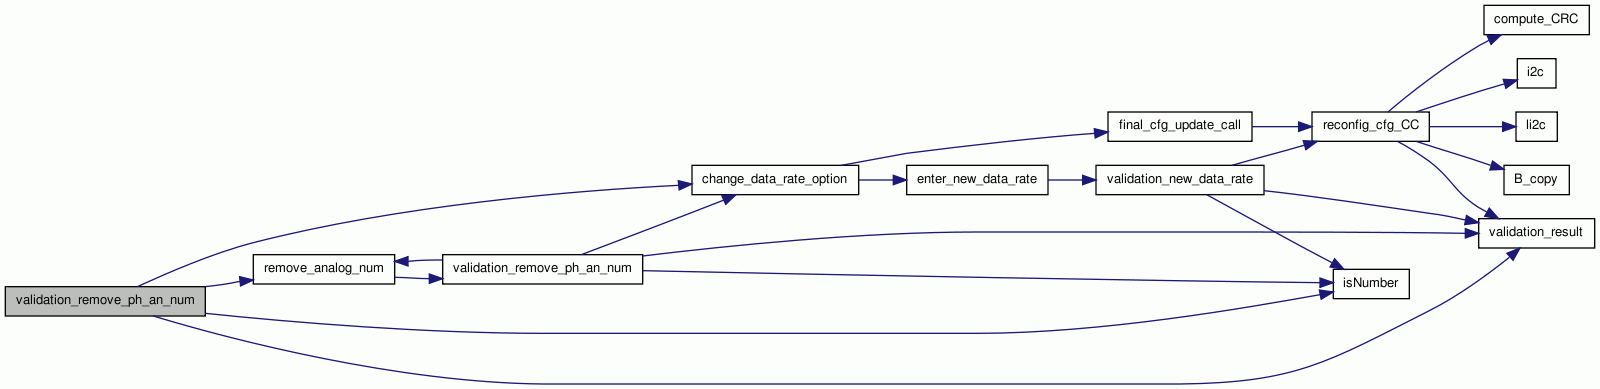 compute_CRC
i2c
li2c
B_copy
validation_result
isNumber
reconfig_cfg_CC
final_cfg_update_call
validation_new_data_rate
enter_new_data_rate
change_data_rate_option
validation_remove_ph_an_num
remove_analog_num
validation_remove_ph_an_num